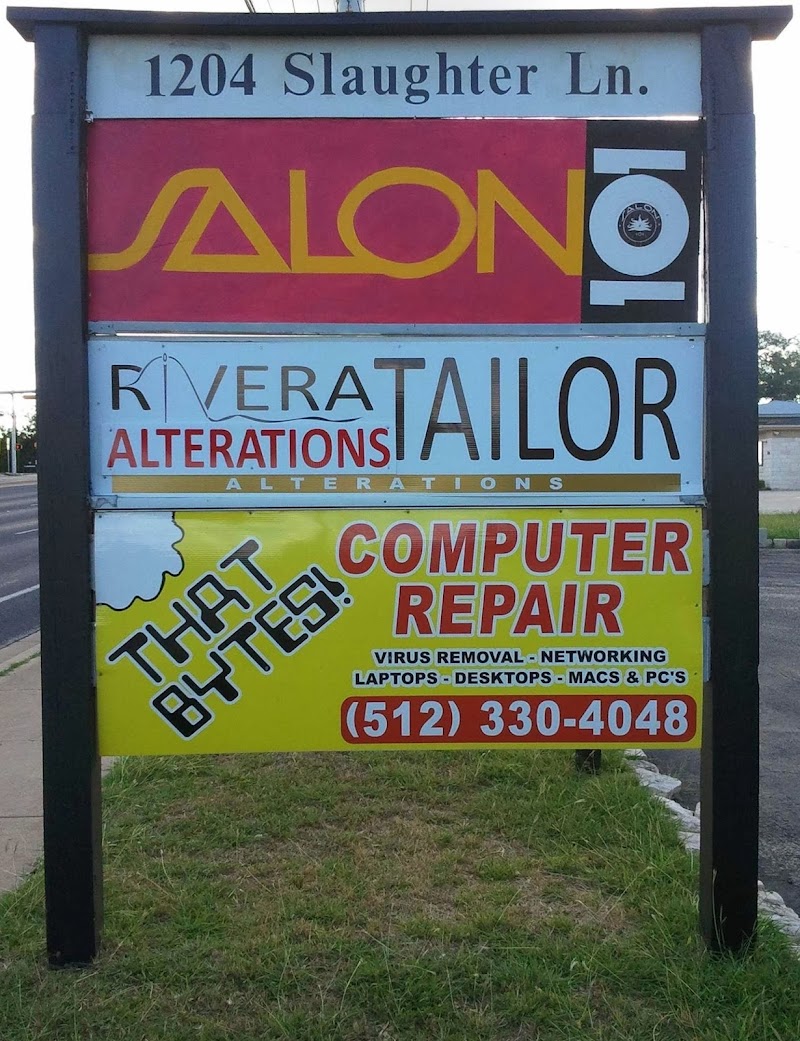 1204 Slaughter Ln.
SALON 101
SALON
RIVERA TAILOR
ALTERATIONS
ALTERATIONS
THAT
BYTES!
COMPUTER
REPAIR
VIRUS REMOVAL - NETWORKING
LAPTOPS - DESKTOPS - MACS & PC'S
(512) 330-4048